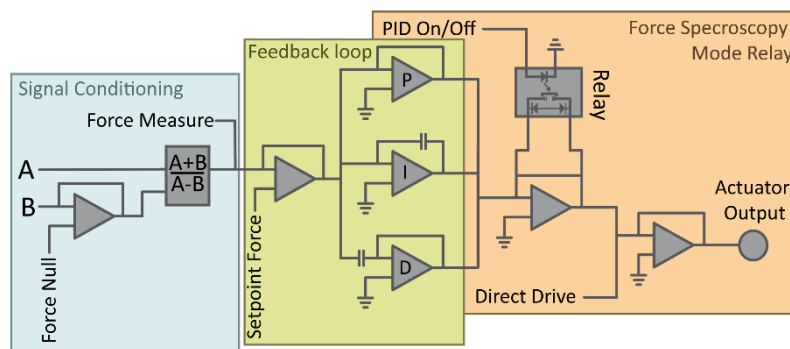 PID On/Off
Force Specroscopy
Mode Relay
Feedback loop
Signal Conditioning
Force Measure
Relay
P
A
A+B
A-B
I
B
Actuator
Output
Force Null
Setpoint Force
D
Direct Drive